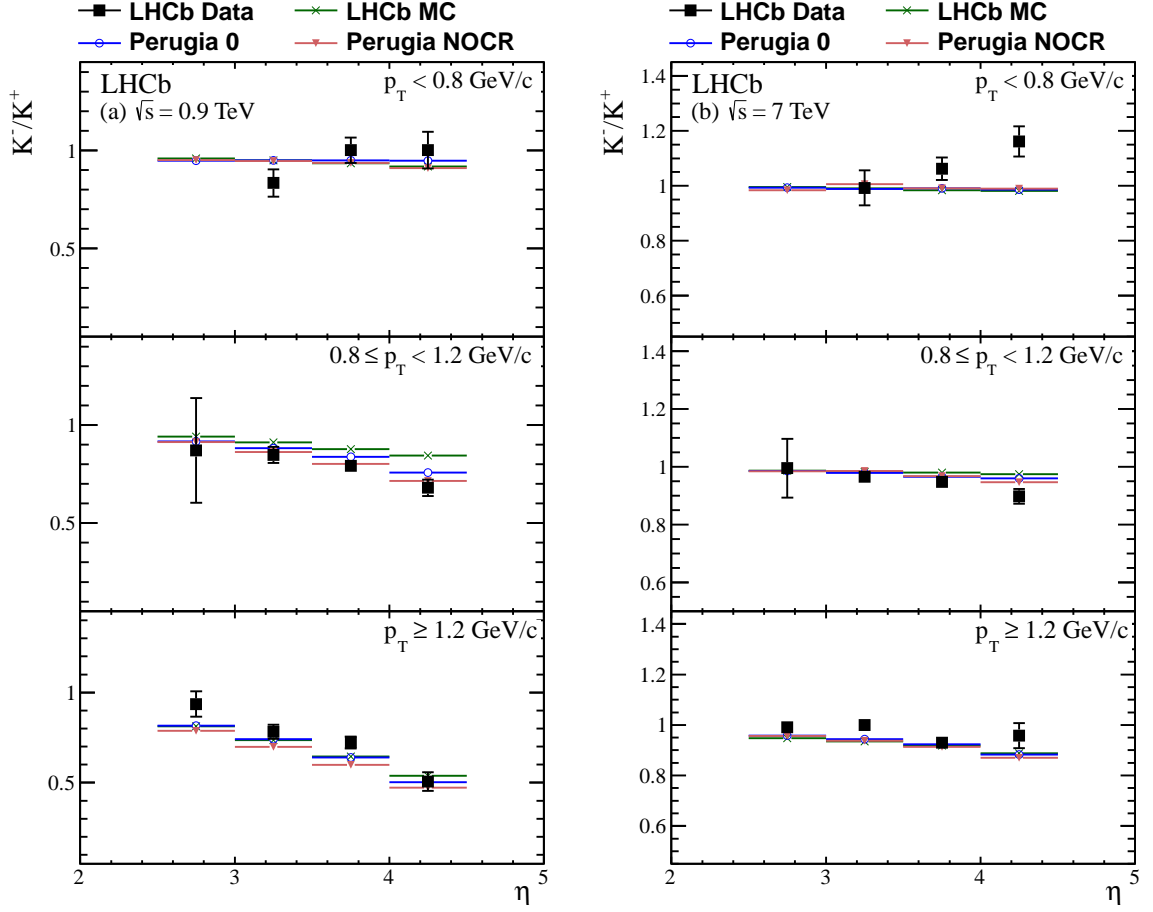 LHCb Data LHCb MC
Perugia 0 Perugia NOCR
LHCb
(a) √s = 0.9 TeV
p_T < 0.8 GeV/c
K⁻/K⁺
1
0.5
0.8 ≤ p_T < 1.2 GeV/c
1
0.5
p_T ≥ 1.2 GeV/c
1
0.5
2 3 4 5
η
LHCb Data LHCb MC
Perugia 0 Perugia NOCR
LHCb
(b) √s = 7 TeV
p_T < 0.8 GeV/c
K⁻/K⁺
1.4
1.2
1
0.8
0.6
0.8 ≤ p_T < 1.2 GeV/c
1.4
1.2
1
0.8
0.6
p_T ≥ 1.2 GeV/c
1.4
1.2
1
0.8
0.6
2 3 4 5
η